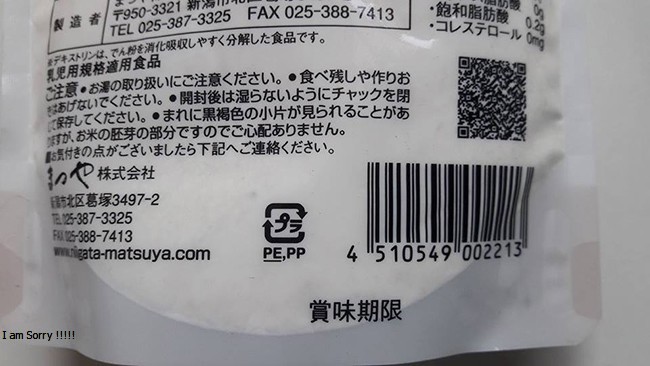 製造者
〒950-3321 新潟市北区
TEL 025-387-3325 FAX 025-388-7413
※デキストリンは、でん粉を消化吸収しやすく分解した食品です。
乳児用規格適用食品
ご注意 ●お湯の取り扱いにご注意ください。 ●食べ残しや作りお
をあげないでください。 ●開封後は湿らないようにチャックを閉
て保存してください。 ●まれに黒褐色の小片が見られることがあ
ますが、お米の胚芽の部分ですのでご心配ありません。
お気付きの点がございましたら下記へご連絡ください。
まつや 株式会社
新潟市北区葛塚3497-2
TEL 025-387-3325
FAX 025-388-7413
www.niigata-matsuya.com
脂肪酸 0g
・飽和脂肪酸 0.2g
・コレステロール 0mg
プラ
PE,PP
4 510549 002213
賞味期限
I am Sorry !!!!!